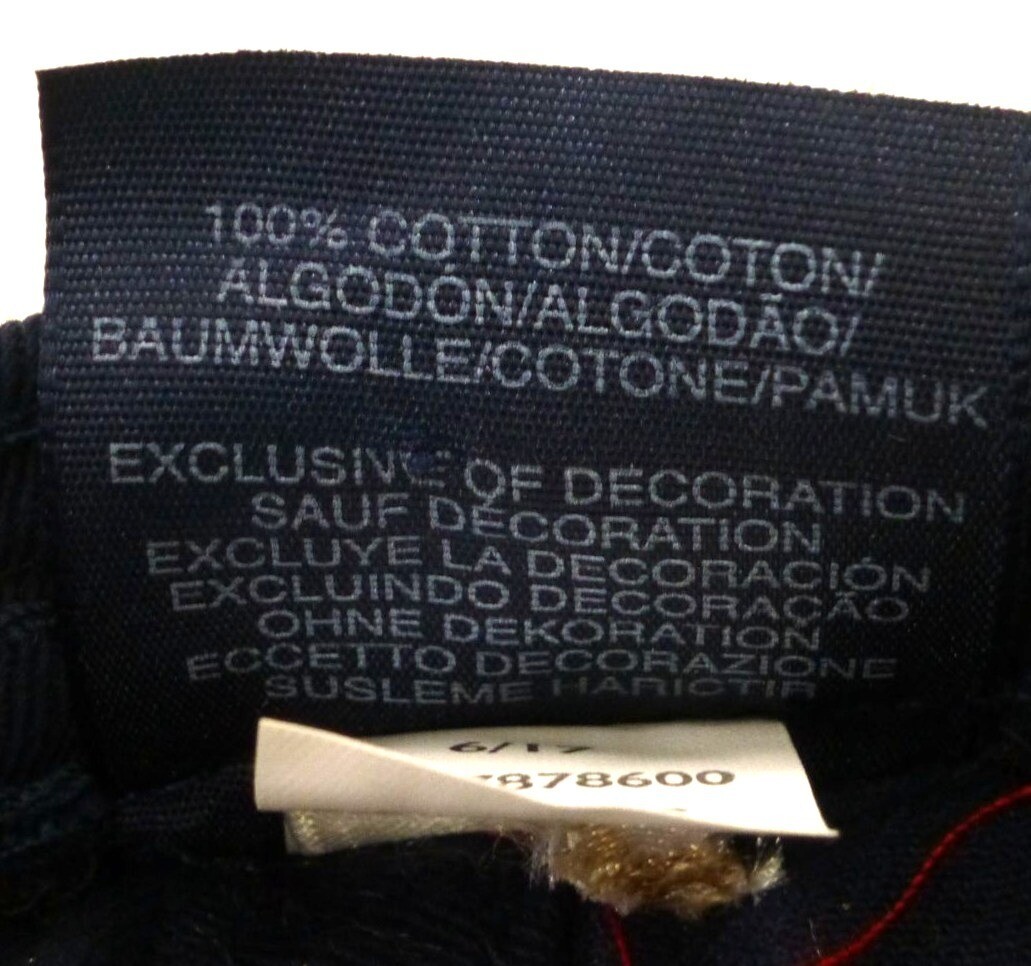 100% COTTON/COTON/
ALGODÓN/ALGODÃO/
BAUMWOLLE/COTONE/PAMUK
EXCLUSIVE OF DECORATION
SAUF DÉCORATION
EXCLUYE LA DECORACIÓN
EXCLUINDO DECORAÇÃO
OHNE DEKORATION
ECCETTO DECORAZIONE
SUSLEME HARICTIR
6/17